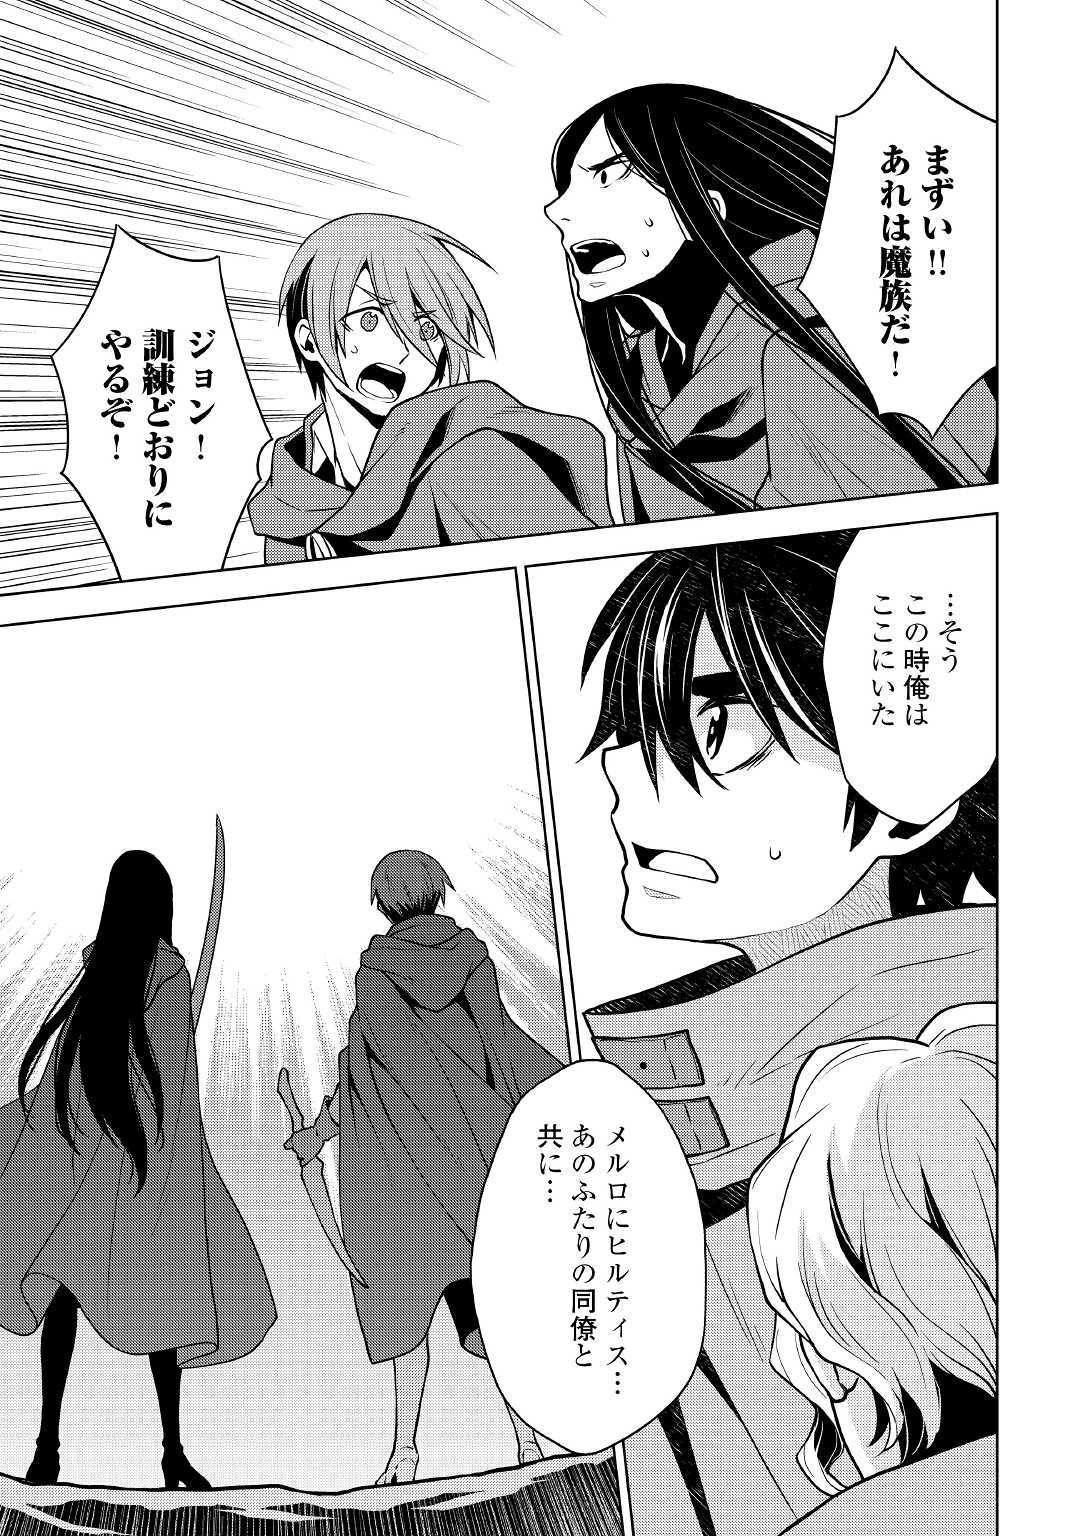 まずい!!
あれは魔族だ!
ジョン!
訓練どおりに
やるぞ!
…そう
この時俺は
ここにいた
メルロにヒルティス…
あのふたりの同僚と
共に…